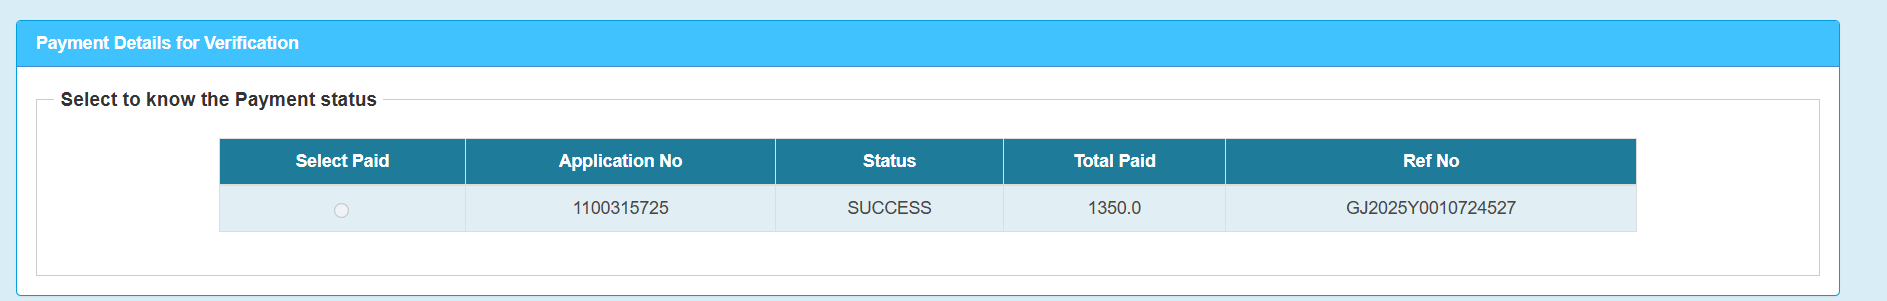 Payment Details for Verification
Select to know the Payment status
Select Paid Application No Status Total Paid Ref No
1100315725 SUCCESS 1350.0 GJ2025Y0010724527